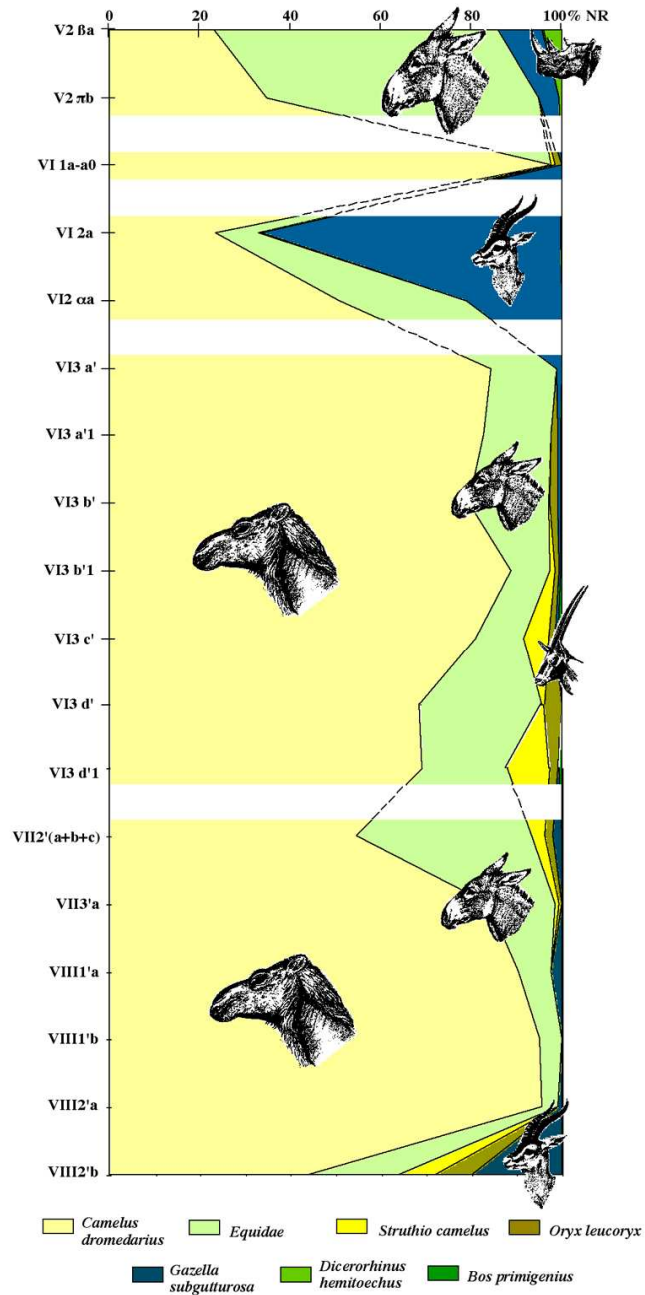 0 20 40 60 80 100% NR
V2 ßa
V2 πb
VI 1a-a0
VI 2a
VI2 αa
VI3 a'
VI3 a'1
VI3 b'
VI3 b'1
VI3 c'
VI3 d'
VI3 d'1
VII2'(a+b+c)
VII3'a
VIII1'a
VIII1'b
VIII2'a
VIII2'b
Camelus dromedarius
Equidae
Struthio camelus
Oryx leucoryx
Gazella subgutturosa
Dicerorhinus hemitoechus
Bos primigenius